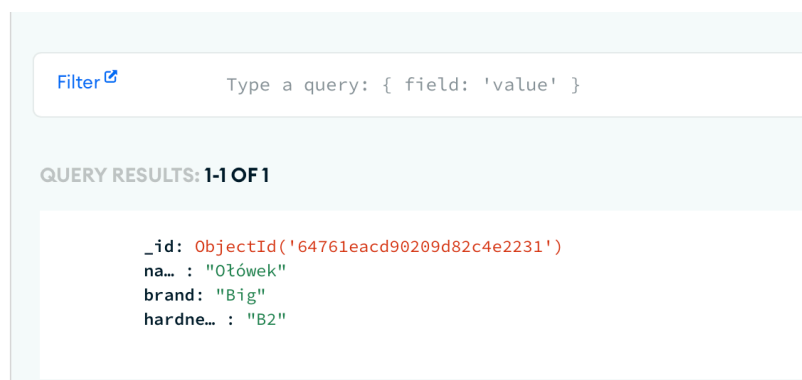 Filter
Type a query: { field: 'value' }
QUERY RESULTS: 1-1 OF 1
_id: ObjectId('64761eacd90209d82c4e2231')
na… : "Ołówek"
brand: "Big"
hardne… : "B2"